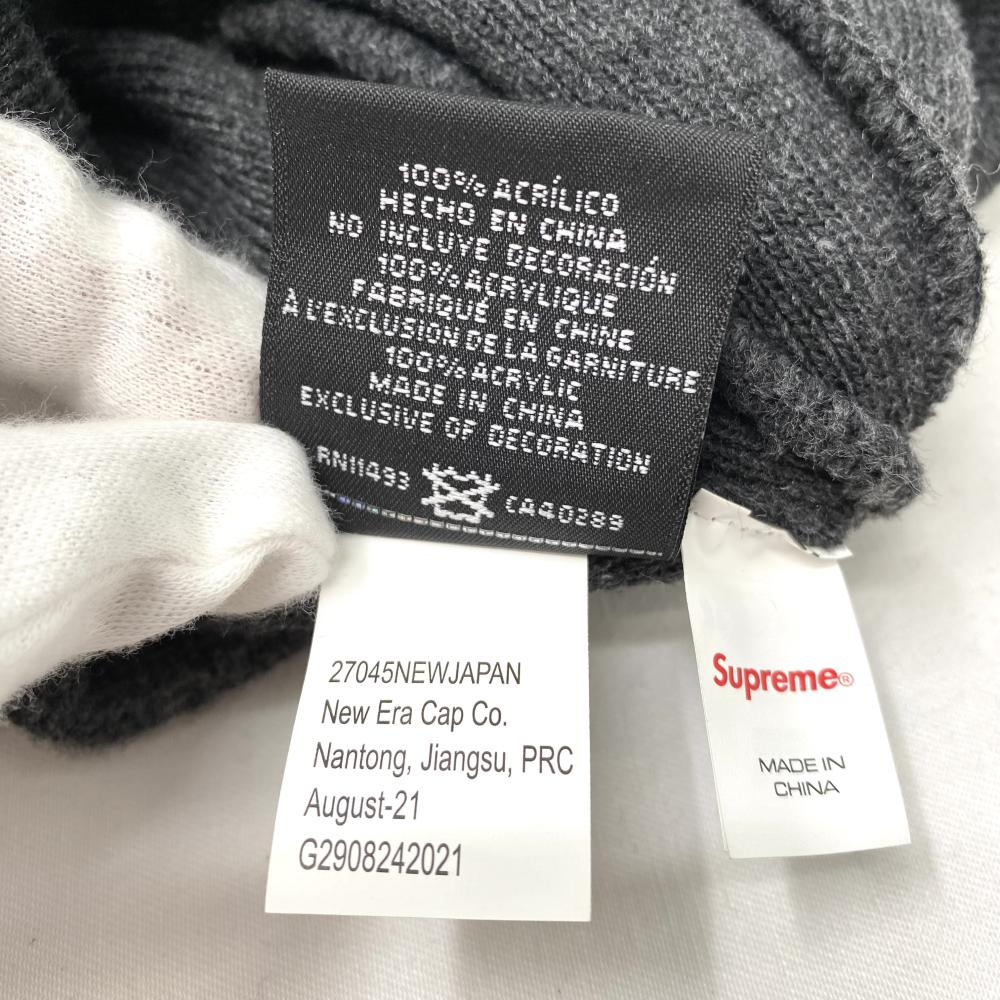 100% ACRÍLICO
HECHO EN CHINA
NO INCLUYE DECORACIÓN
100% ACRYLIQUE
FABRIQUÉ EN CHINE
À L'EXCLUSION DE LA GARNITURE
100% ACRYLIC
MADE IN CHINA
EXCLUSIVE OF DECORATION
RN11493 CA40289
27045NEWJAPAN
New Era Cap Co.
Nantong, Jiangsu, PRC
August-21
G2908242021
Supreme®
MADE IN
CHINA